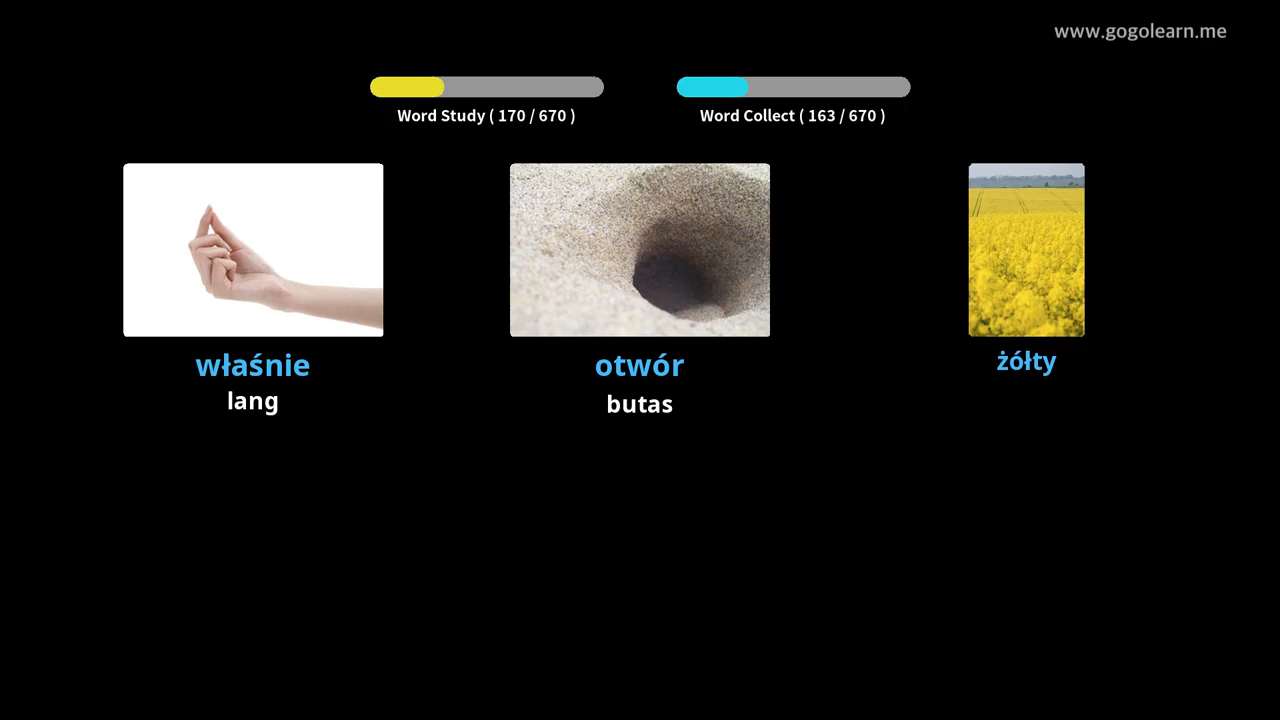 www.gogolearn.me
Word Study ( 170 / 670 )
Word Collect ( 163 / 670 )
właśnie
lang
otwór
butas
żółty